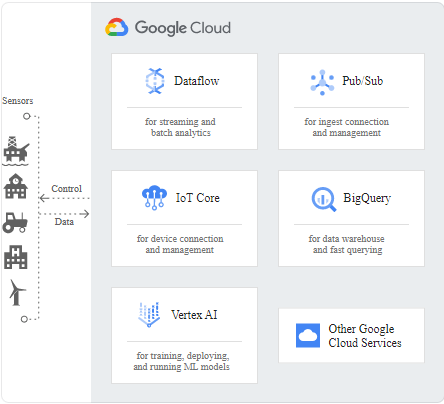 Google Cloud
Sensors
Control
Data
Dataflow
for streaming and
batch analytics
Pub/Sub
for ingest connection
and management
IoT Core
for device connection
and management
BigQuery
for data warehouse
and fast querying
Vertex AI
for training, deploying,
and running ML models
Other Google
Cloud Services